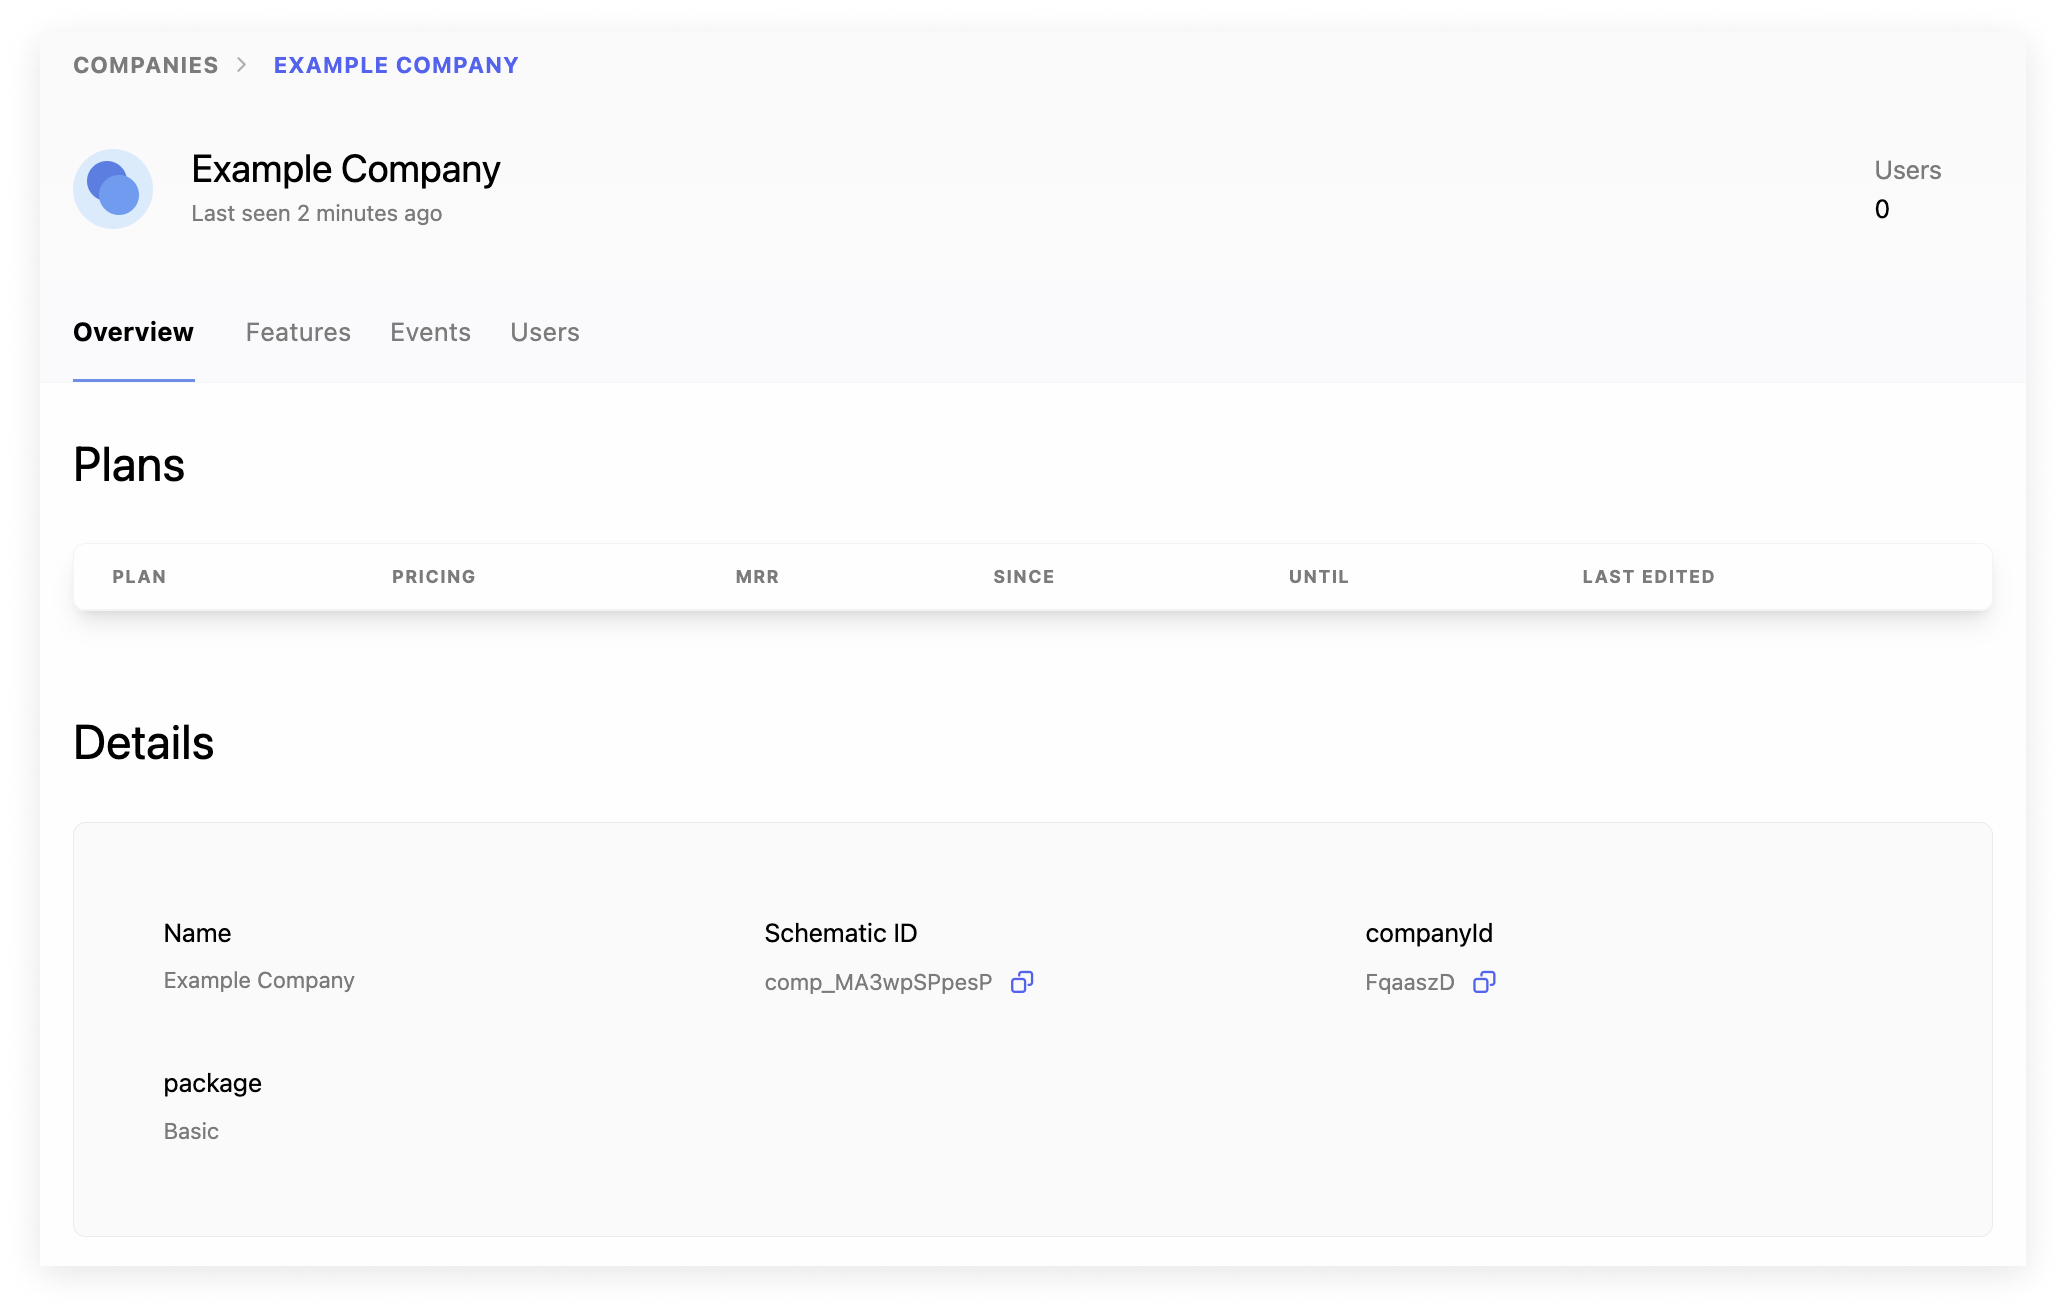 COMPANIES > EXAMPLE COMPANY
Example Company
Last seen 2 minutes ago
Users
0
Overview Features Events Users
Plans
PLAN PRICING MRR SINCE UNTIL LAST EDITED
Details
Name Schematic ID companyId
Example Company comp_MA3wpSPpesP FqaaszD
package
Basic